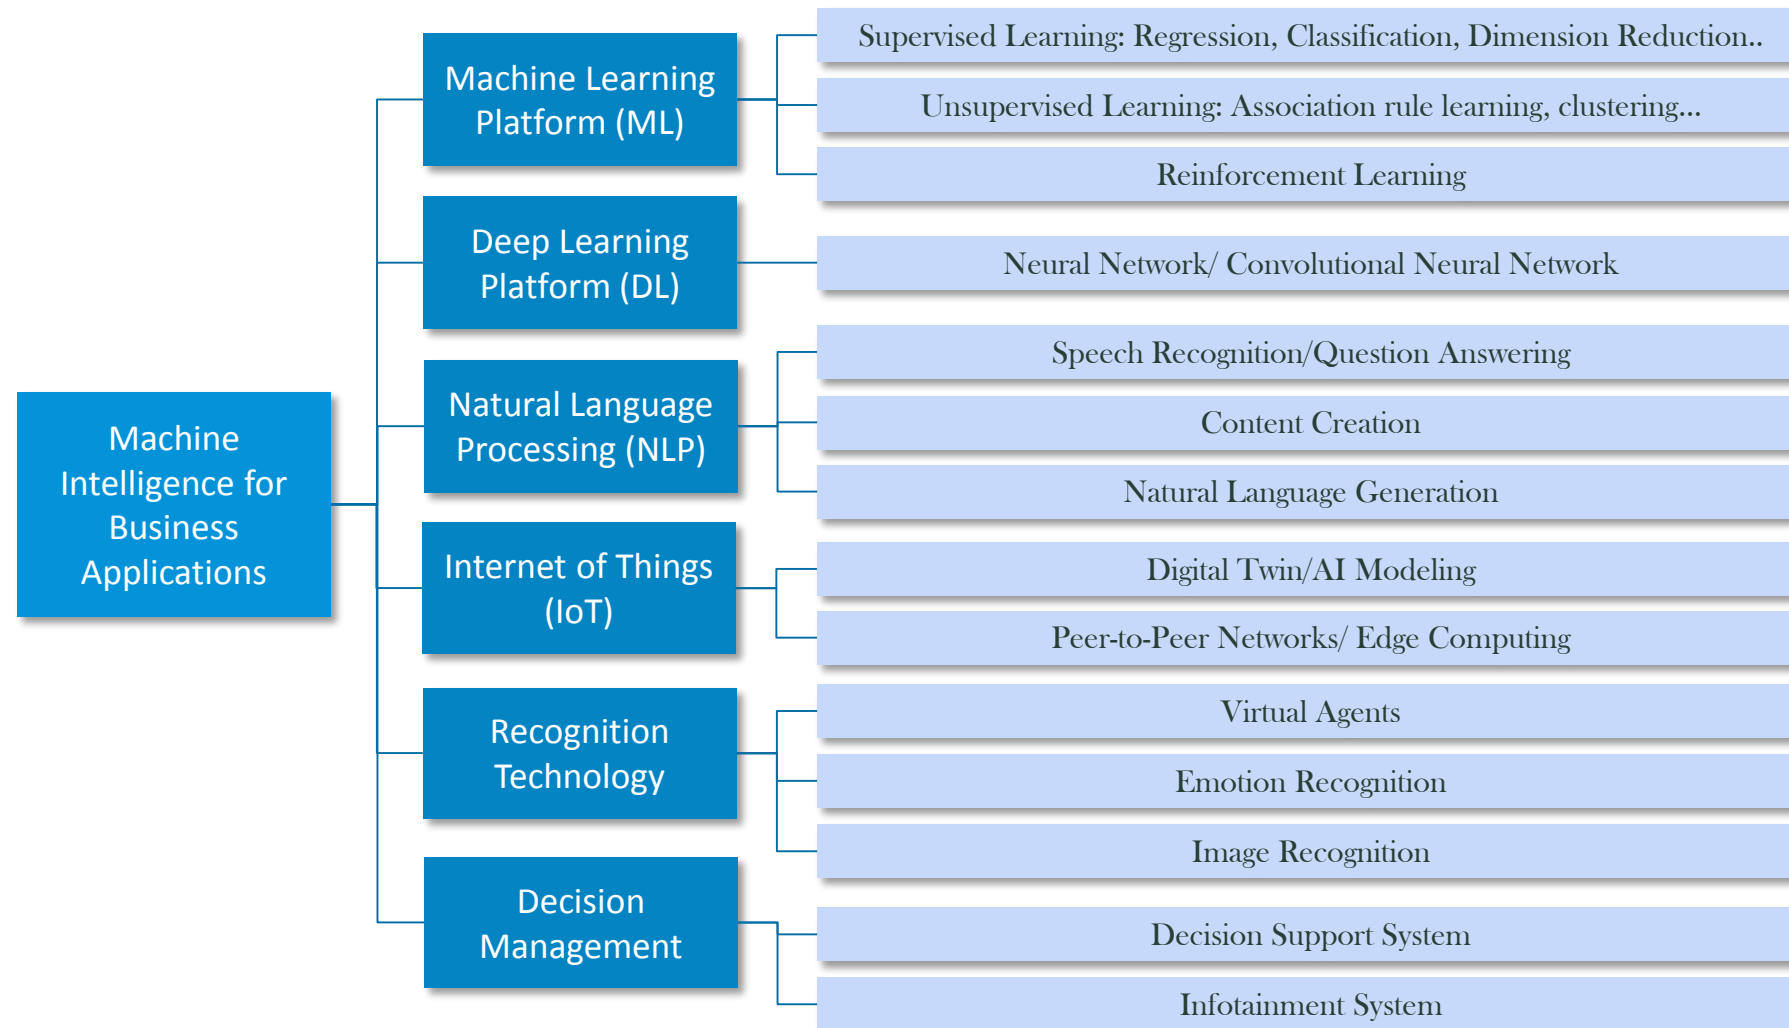 Machine
Intelligence for
Business
Applications
Machine Learning
Platform (ML)
Supervised Learning: Regression, Classification, Dimension Reduction..
Unsupervised Learning: Association rule learning, clustering...
Reinforcement Learning
Deep Learning
Platform (DL)
Neural Network/ Convolutional Neural Network
Natural Language
Processing (NLP)
Speech Recognition/Question Answering
Content Creation
Natural Language Generation
Internet of Things
(IoT)
Digital Twin/AI Modeling
Peer-to-Peer Networks/ Edge Computing
Recognition
Technology
Virtual Agents
Emotion Recognition
Image Recognition
Decision
Management
Decision Support System
Infotainment System